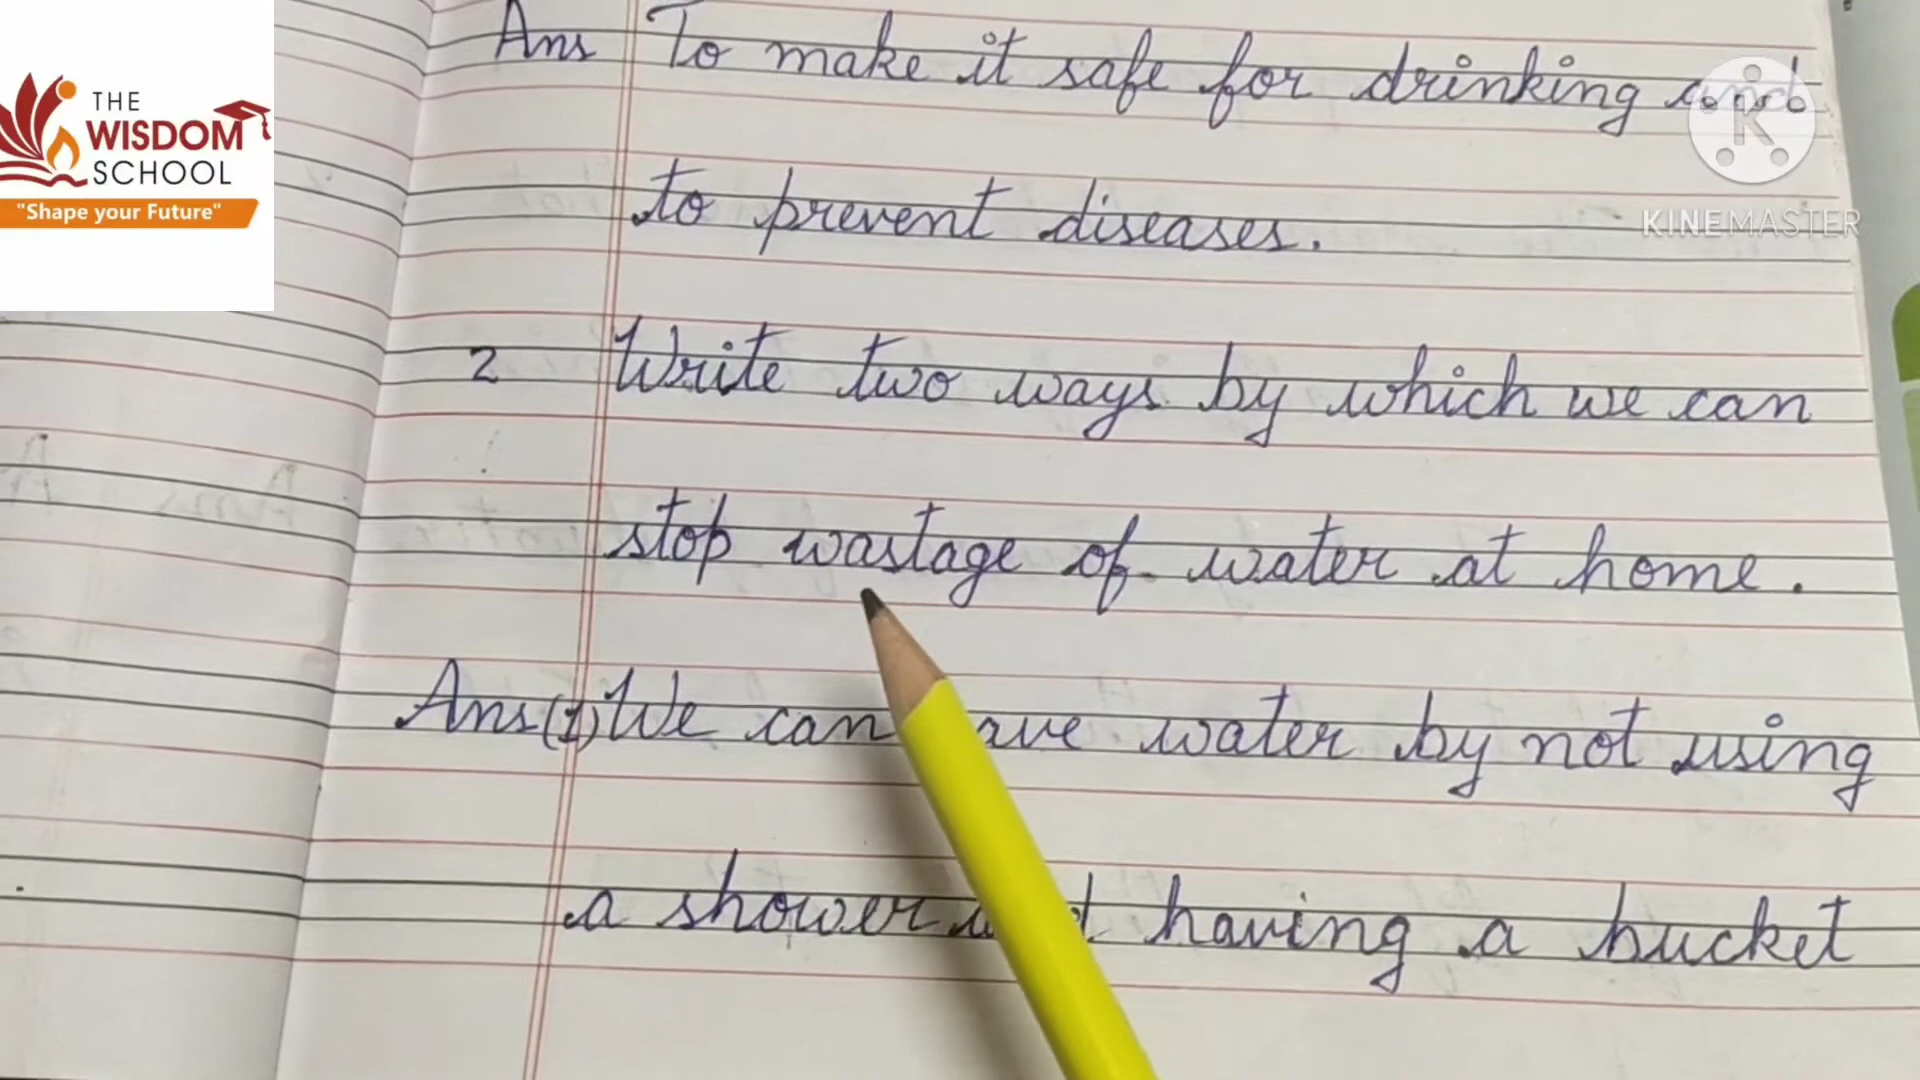 THE
WISDOM
SCHOOL
"Shape your Future"
K
KINEMASTER
Ans To make it safe for drinking and
to prevent diseases.
2 Write two ways by which we can
stop wastage of water at home.
Ans(1) We can ave water by not using
a shower having a bucket